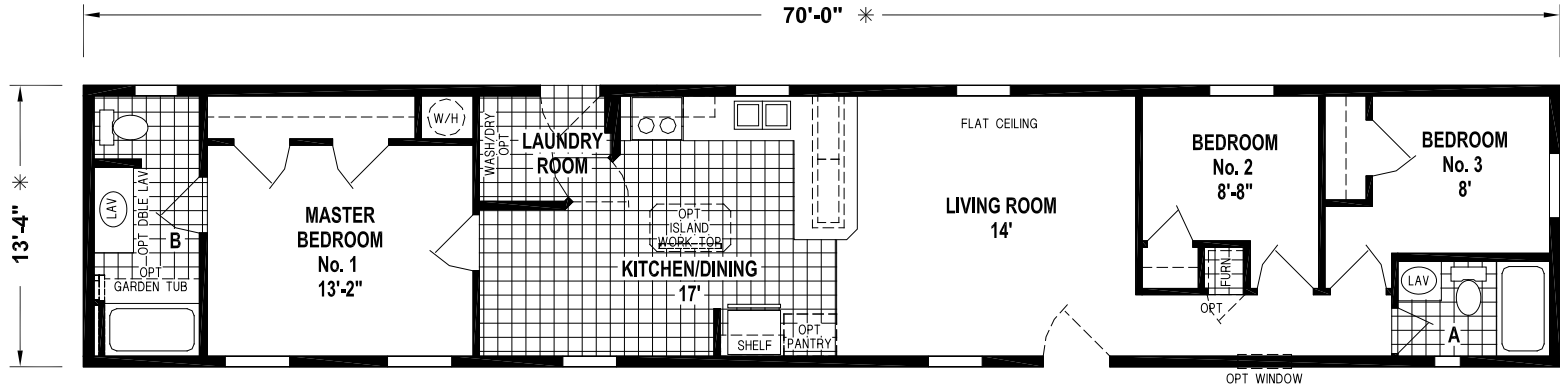 70'-0" ✳
13'-4" ✳
W/H
WASH/DRY
OPT
LAUNDRY
ROOM
FLAT CEILING
BEDROOM
No. 2
8'-8"
BEDROOM
No. 3
8'
LAV
OPT DBLE LAV
B
OPT
GARDEN TUB
MASTER
BEDROOM
No. 1
13'-2"
OPT
ISLAND
WORK TOP
KITCHEN/DINING
17'
LIVING ROOM
14'
FURN
OPT
LAV
A
SHELF
OPT
PANTRY
OPT WINDOW